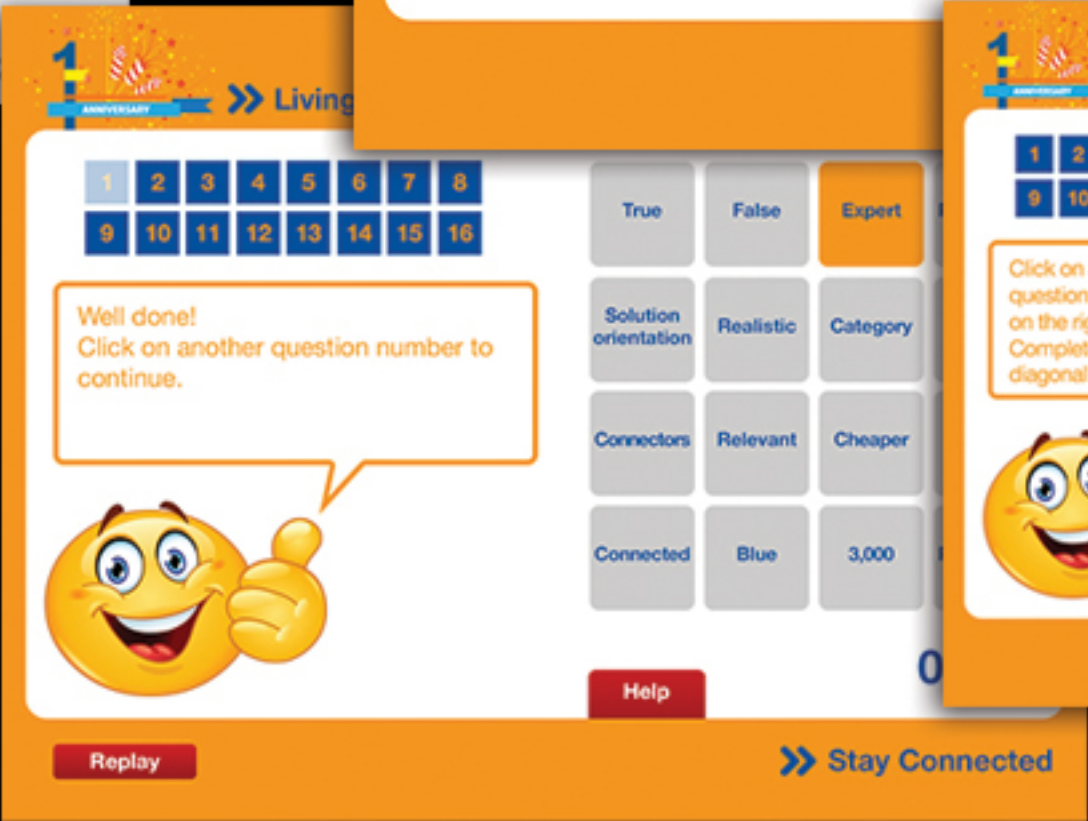 1
ANNIVERSARY
Living
1 2 3 4 5 6 7 8
9 10 11 12 13 14 15 16
Well done!
Click on another question number to
continue.
True False Expert
Solution
orientation
Realistic Category
Connectors Relevant Cheaper
Connected Blue 3,000
Help
0
Replay
Stay Connected
1
ANNIVERSARY
1 2
9 10
Click on
question
on the
diagonal